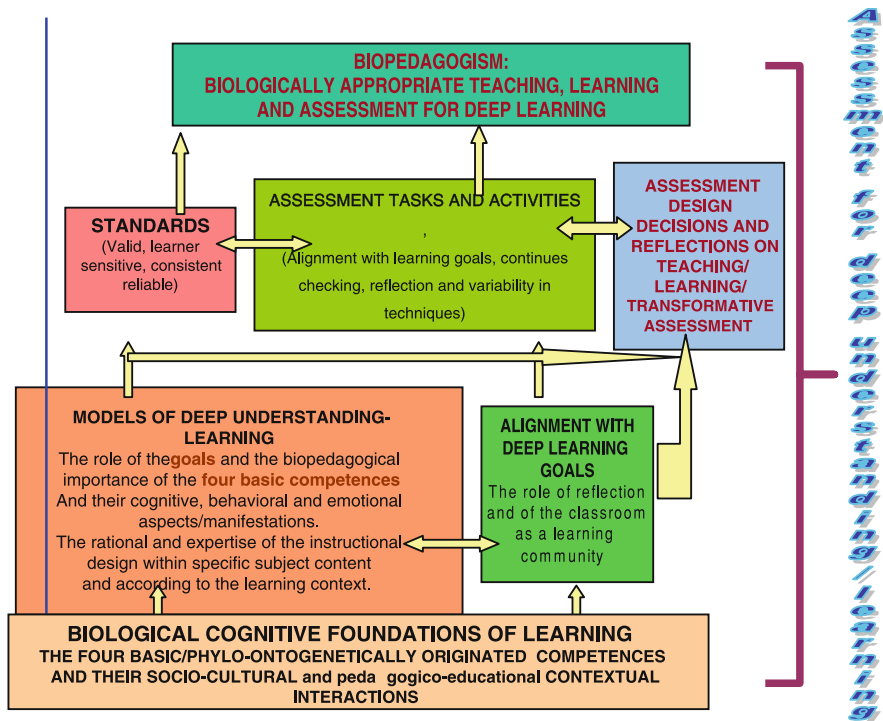 BIOPEDAGOGISM:
BIOLOGICALLY APPROPRIATE TEACHING, LEARNING
AND ASSESSMENT FOR DEEP LEARNING
STANDARDS
(Valid, learner
sensitive, consistent
reliable)
ASSESSMENT TASKS AND ACTIVITIES
,
(Alignment with learning goals, continues
checking, reflection and variability in
techniques)
ASSESSMENT
DESIGN
DECISIONS AND
REFLECTIONS ON
TEACHING/
LEARNING/
TRANSFORMATIVE
ASSESSMENT
MODELS OF DEEP UNDERSTANDING-
LEARNING
The role of thegoals and the biopedagogical
importance of the four basic competences
And their cognitive, behavioral and emotional
aspects/manifestations.
The rational and expertise of the instructional
design within specific subject content
and according to the learning context.
ALIGNMENT WITH
DEEP LEARNING
GOALS
The role of reflection
and of the classroom
as a learning
community
BIOLOGICAL COGNITIVE FOUNDATIONS OF LEARNING
THE FOUR BASIC/PHYLO-ONTOGENETICALLY ORIGINATED COMPETENCES
AND THEIR SOCIO-CULTURAL and peda gogico-educational CONTEXTUAL
INTERACTIONS
Assessment for deep understanding/learning